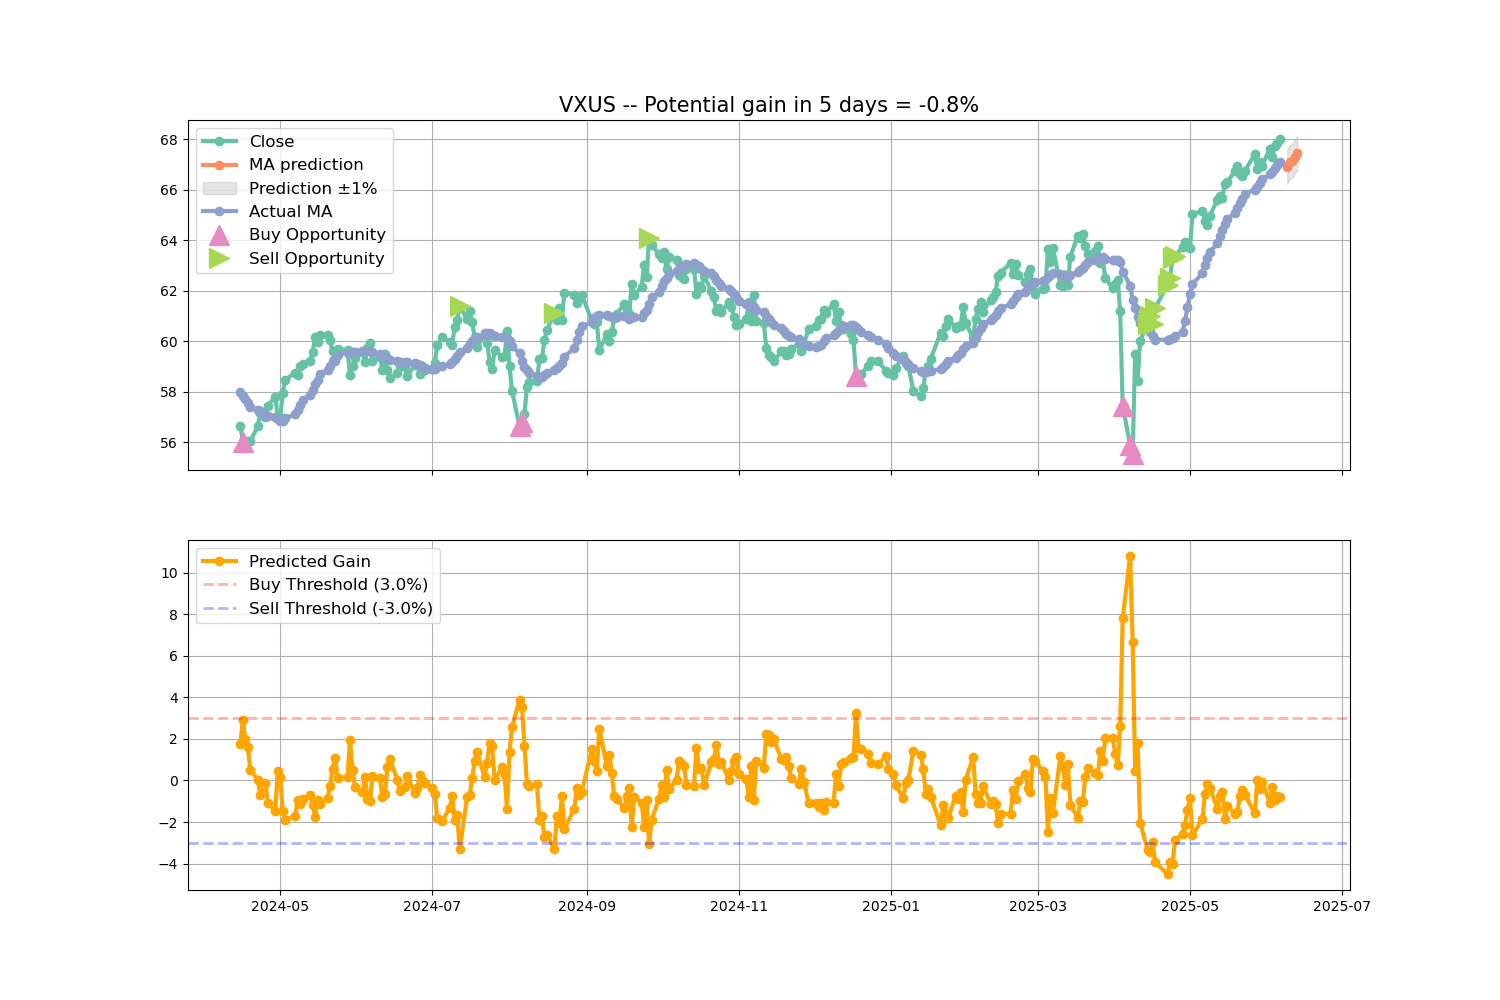 VXUS -- Potential gain in 5 days = -0.8%
Close
MA prediction
Prediction ±1%
Actual MA
Buy Opportunity
Sell Opportunity
68
66
64
62
60
58
56
Predicted Gain
Buy Threshold (3.0%)
Sell Threshold (-3.0%)
10
8
6
4
2
0
−2
−4
2024-05 2024-07 2024-09 2024-11 2025-01 2025-03 2025-05 2025-07